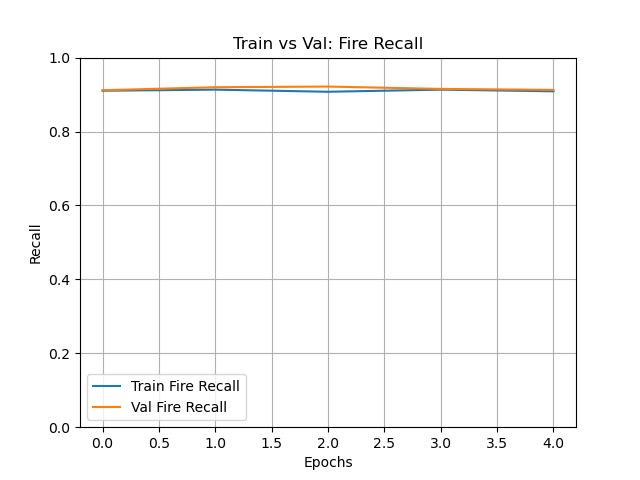 Train vs Val: Fire Recall
1.0
0.8
0.6
0.4
0.2
0.0
Recall
Train Fire Recall
Val Fire Recall
0.0 0.5 1.0 1.5 2.0 2.5 3.0 3.5 4.0
Epochs